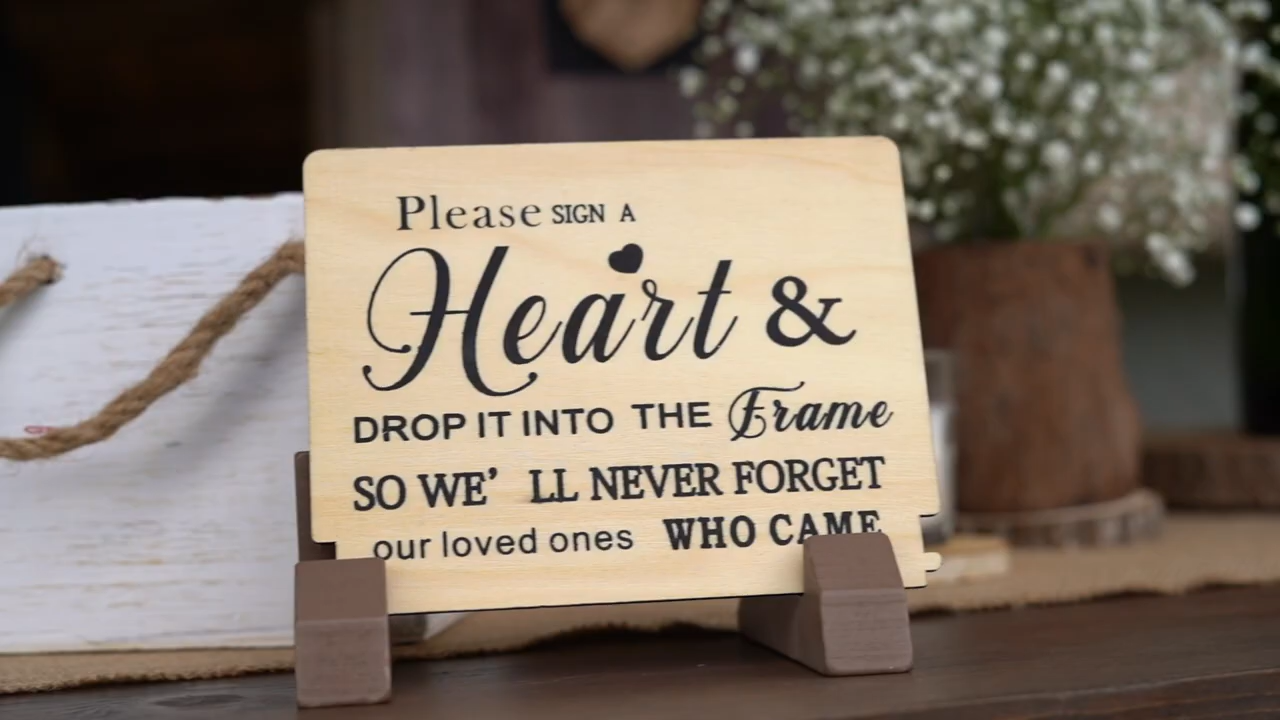 Please SIGN A
Heart &
DROP IT INTO THE Frame
SO WE' LL NEVER FORGET
our loved ones WHO CAME